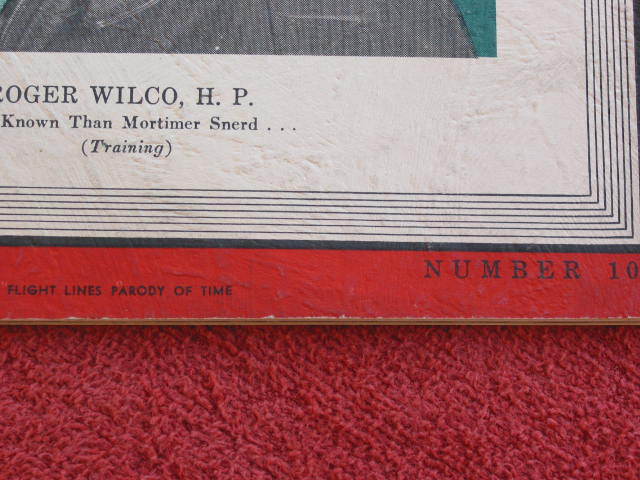 ROGER WILCO, H. P.
Known Than Mortimer Snerd . . .
(Training)
NUMBER 10
FLIGHT LINES PARODY OF TIME